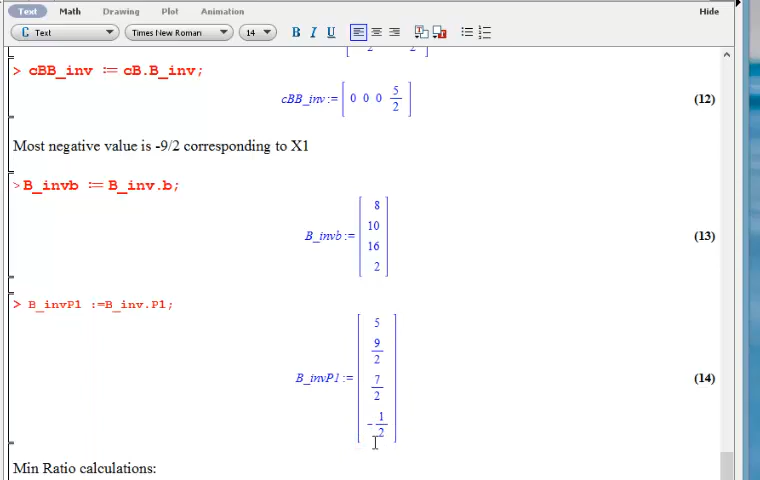 Text Math Drawing Plot Animation Hide
C Text Times New Roman 14 B I U
2 2
> cBB_inv := cB.B_inv;
cBB_inv := [ 0 0 0 5/2 ] (12)
Most negative value is -9/2 corresponding to X1
> B_invb := B_inv.b;
8
10
B_invb := (13)
16
2
> B_invP1 :=B_inv.P1;
5
9/2
B_invP1 := (14)
7/2
-1/2
Min Ratio calculations: